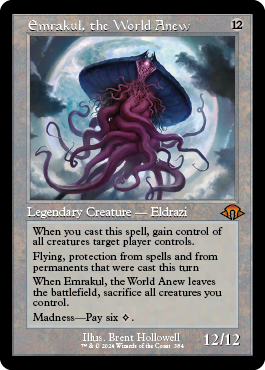 Emrakul, the World Anew 12
Legendary Creature — Eldrazi
When you cast this spell, gain control of
all creatures target player controls.
Flying, protection from spells and from
permanents that were cast this turn
When Emrakul, the World Anew leaves
the battlefield, sacrifice all creatures you
control.
Madness—Pay six ◇.
Illus. Brent Hollowell
™ & © 2024 Wizards of the Coast 384
12/12